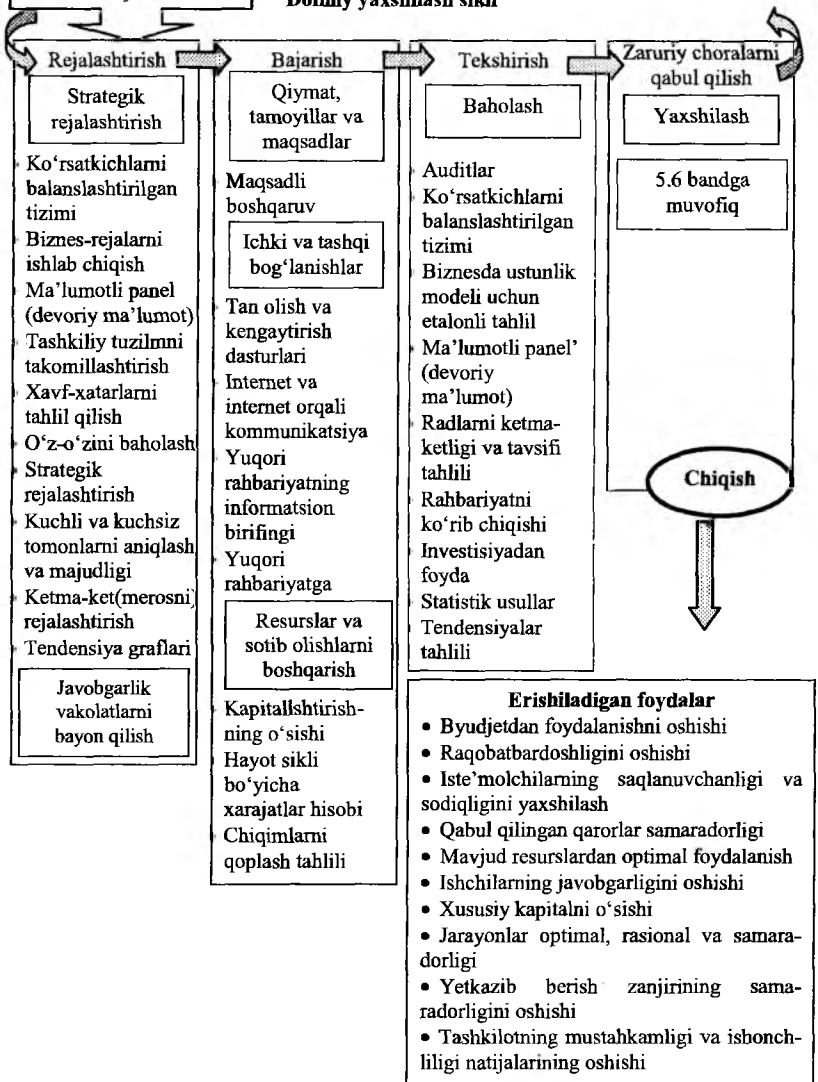 Doimiy yaxshilash sikli
Rejalashtirish
Strategik
rejalashtirish
Ko‘rsatkichlarni
balanslashtirilgan
tizimi
Biznes-rejalarni
ishlab chiqish
Ma’lumotli panel
(devoriy ma’lumot)
Tashkiliy tuzilmni
takomillashtirish
Xavf-xatarlarni
tahlil qilish
O‘z-o‘zini baholash
Strategik
rejalashtirish
Kuchli va kuchsiz
tomonlarni aniqlash
va majudligi
Ketma-ket(merosni)
rejalashtirish
Tendensiya graflari
Javobgarlik
vakolatlarni
bayon qilish
Bajarish
Qiymat,
tamoyillar va
maqsadlar
Maqsadli
boshqaruv
Ichki va tashqi
bog‘lanishlar
Tan olish va
kengaytirish
dasturlari
Internet va
internet orqali
kommunikatsiya
Yuqori
rahbariyatning
informatsion
birifingi
Yuqori
rahbariyatga
Resurslar va
sotib olishlarni
boshqarish
Kapitallshtirish-
ning o‘sishi
Hayot sikli
bo‘yicha
xarajatlar hisobi
Chiqimlarni
qoplash tahlili
Tekshirish
Baholash
Auditlar
Ko‘rsatkichlarni
balanslashtirilgan
tizimi
Biznesda ustunlik
modeli uchun
etalonli tahlil
Ma’lumotli panel’
(devoriy
ma’lumot)
Radlarni ketma-
ketligi va tavsifi
tahlili
Rahbariyatni
ko‘rib chiqishi
Investisiyadan
foyda
Statistik usullar
Tendensiyalar
tahlili
Zaruriy choralarni
qabul qilish
Yaxshilash
5.6 bandga
muvofiq
Chiqish
Erishiladigan foydalar
• Byudjetdan foydalanishni oshishi
• Raqobatbardoshligini oshishi
• Iste’molchilarning saqlanuvchanligi va
sodiqligini yaxshilash
• Qabul qilingan qarorlar samaradorligi
• Mavjud resurslardan optimal foydalanish
• Ishchilarning javobgarligini oshishi
• Xususiy kapitalni o‘sishi
• Jarayonlar optimal, rasional va samara-
dorligi
• Yetkazib berish zanjirining sama-
radorligini oshishi
• Tashkilotning mustahkamligi va isbonch-
liligi natijalarining oshishi